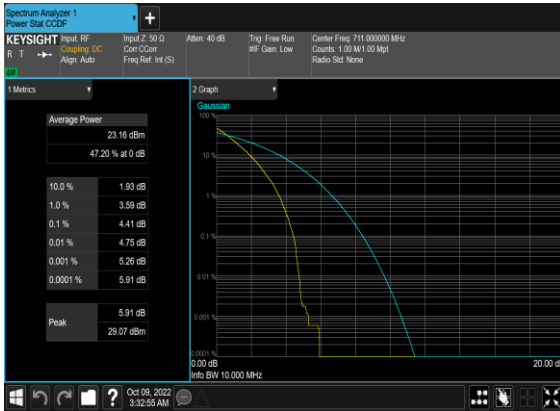 Spectrum Analyzer 1
Power Stat CCDF
KEYSIGHT
R T
LXI
Input: RF
Coupling: DC
Align: Auto
Input Z: 50 Ω
Corr CCorr
Freq Ref: Int (S)
Atten: 40 dB
Trig: Free Run
#IF Gain: Low
Center Freq: 711.000000 MHz
Counts: 1.00 M/1.00 Mpt
Radio Std: None
1 Metrics
Average Power
23.16 dBm
47.20 % at 0 dB
10.0 % 1.93 dB
1.0 % 3.59 dB
0.1 % 4.41 dB
0.01 % 4.75 dB
0.001 % 5.26 dB
0.0001 % 5.91 dB
Peak
5.91 dB
29.07 dBm
2 Graph
Gaussian
100 %
10 %
1 %
0.1 %
0.01 %
0.001 %
0.0001 %
0.00 dB
20.00 d
Info BW 10.000 MHz
?
Oct 09, 2022
3:32:55 AM